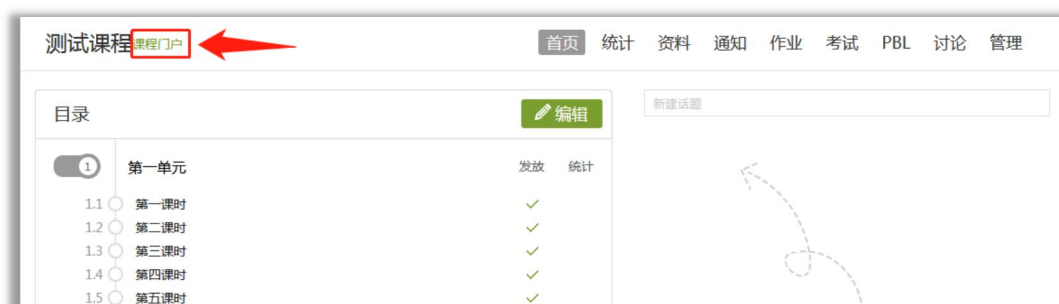 测试课程 课程门户 首页 统计 资料 通知 作业 考试 PBL 讨论 管理
目录 编辑 新建话题
1 第一单元 发放 统计
1.1 第一课时
1.2 第二课时
1.3 第三课时
1.4 第四课时
1.5 第五课时